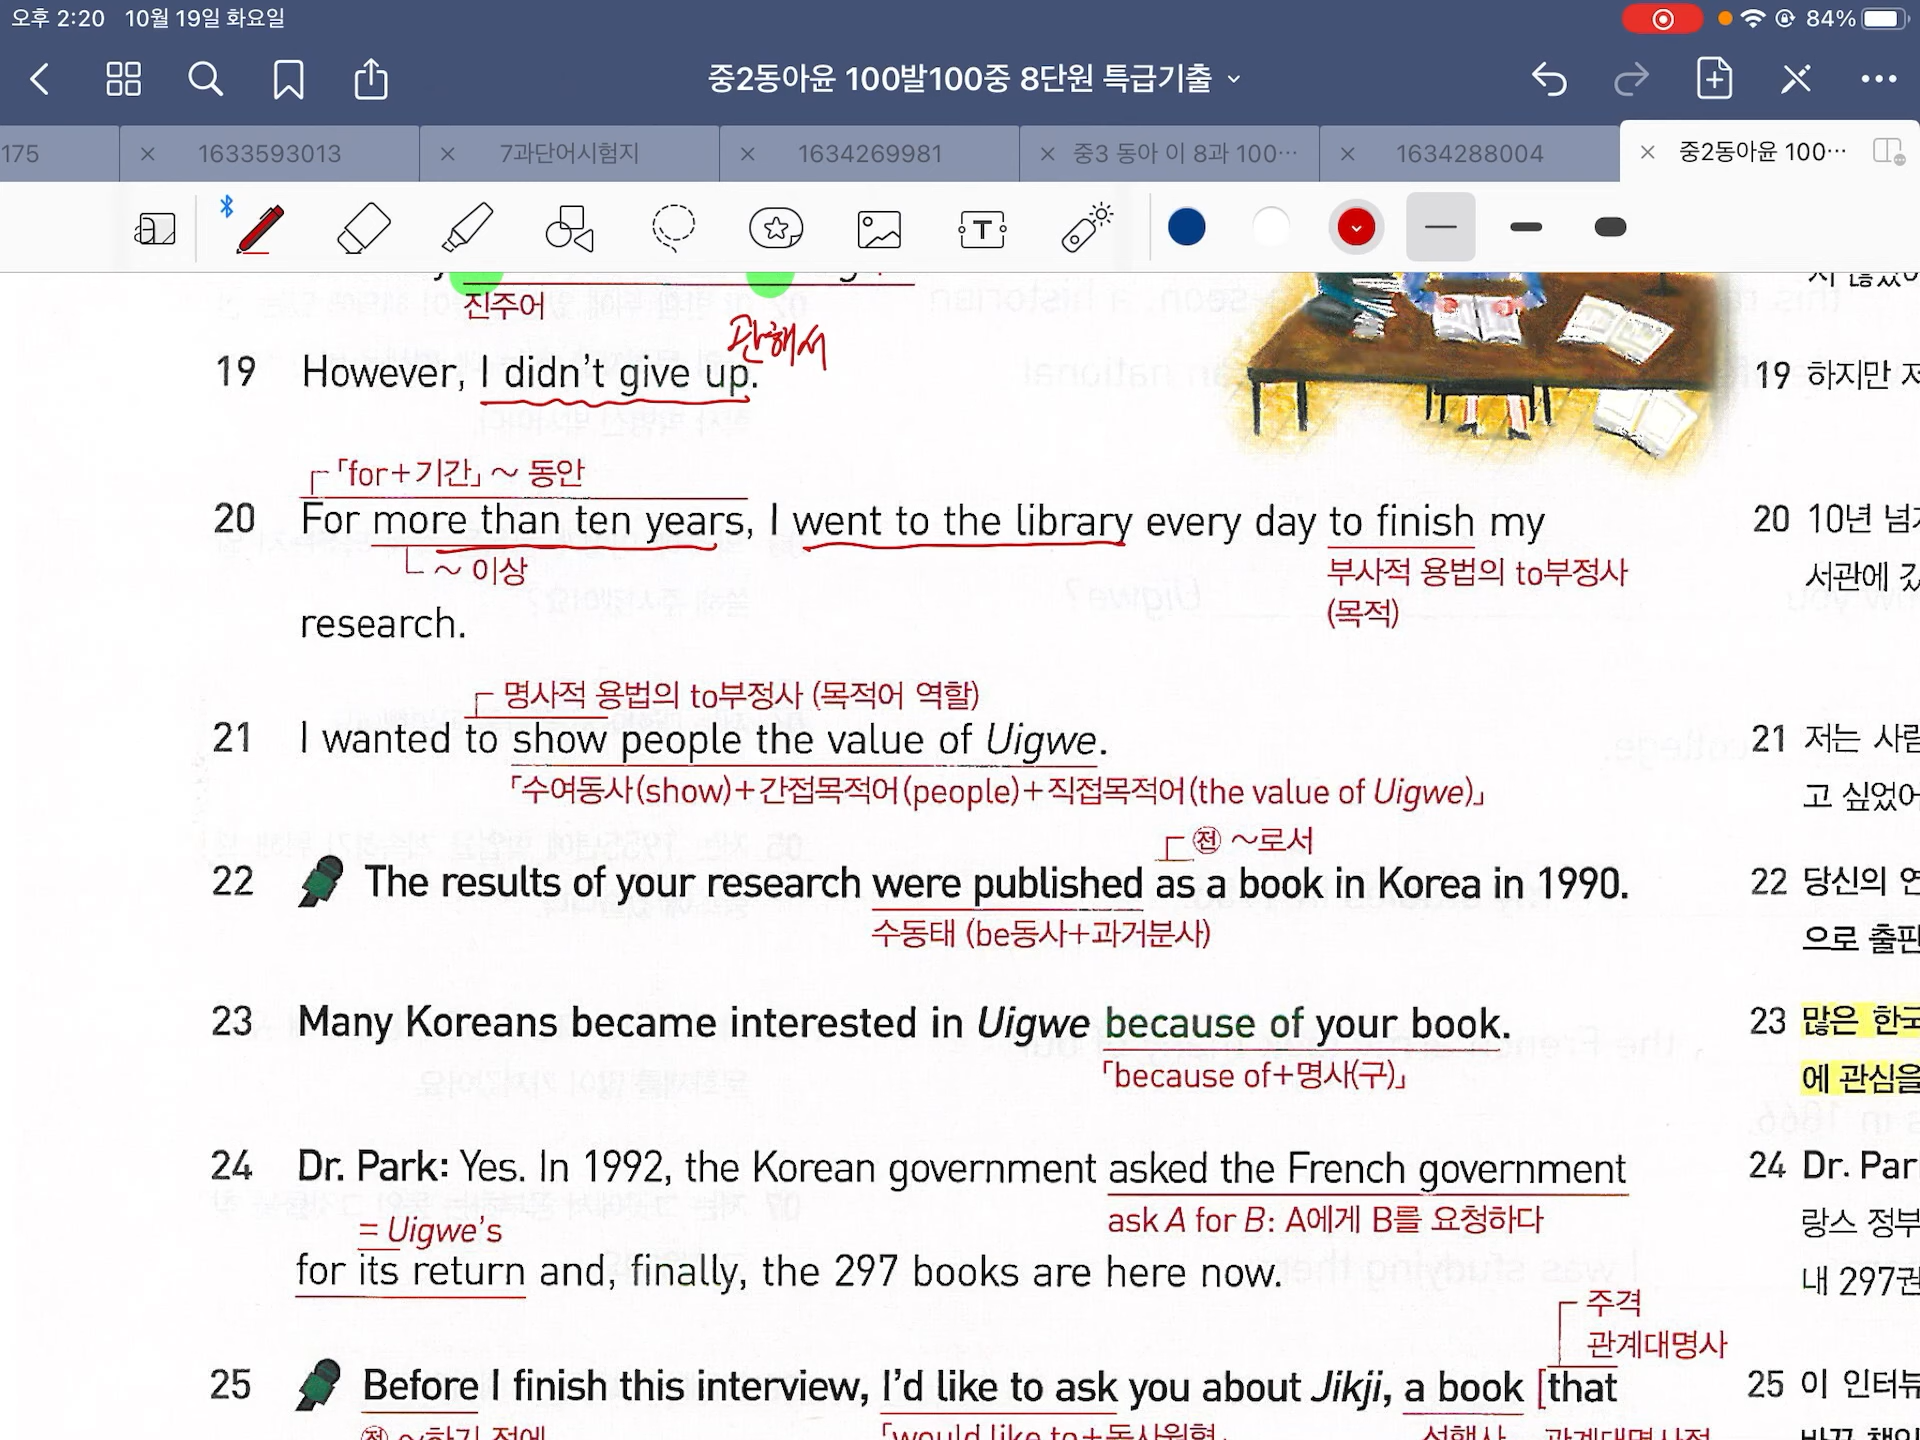 오후 2:20 10월 19일 화요일
84%
중2동아윤 100발100중 8단원 특급기출
175
1633593013
7과단어시험지
1634269981
중3 동아 이 8과 100…
1634288004
중2동아윤 100…
진주어
관해서
19 However, I didn't give up.
19 하지만
「for+기간」 ~ 동안
20 For more than ten years, I went to the library every day to finish my
20 10년 넘
~ 이상
부사적 용법의 to부정사
서관에
(목적)
research.
명사적 용법의 to부정사 (목적어 역할)
21 I wanted to show people the value of Uigwe.
21 저는 사람
「수여동사(show)+간접목적어(people)+직접목적어(the value of Uigwe)」
고 싶었어
전 ~로서
22 The results of your research were published as a book in Korea in 1990.
22 당신의 연
수동태 (be동사+과거분사)
으로 출판
23 Many Koreans became interested in Uigwe because of your book.
23 많은 한국
「because of+명사(구)」
에 관심을
24 Dr. Park: Yes. In 1992, the Korean government asked the French government
24 Dr. Par
= Uigwe's
ask A for B: A에게 B를 요청하다
랑스 정부
for its return and, finally, the 297 books are here now.
내 297권
주격
관계대명사
25 Before I finish this interview, I'd like to ask you about Jikji, a book [that
25 이 인터뷰
전 ~하기 전에
「would like to+동사원형」
선행사